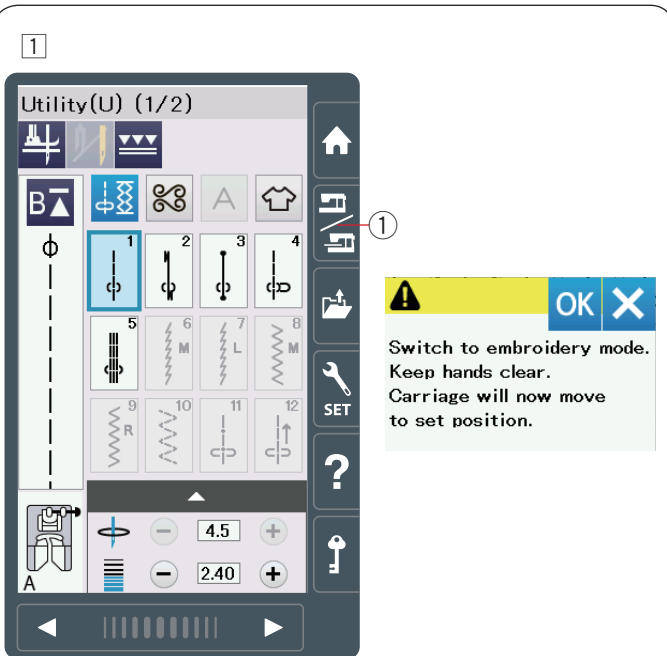 1
Utility(U) (1/2)
B
A
1
2
3
4
5
6
M
7
L
8
M
9
R
10
11
12
4.5
2.40
A
SET
?
1
OK
Switch to embroidery mode.
Keep hands clear.
Carriage will now move
to set position.